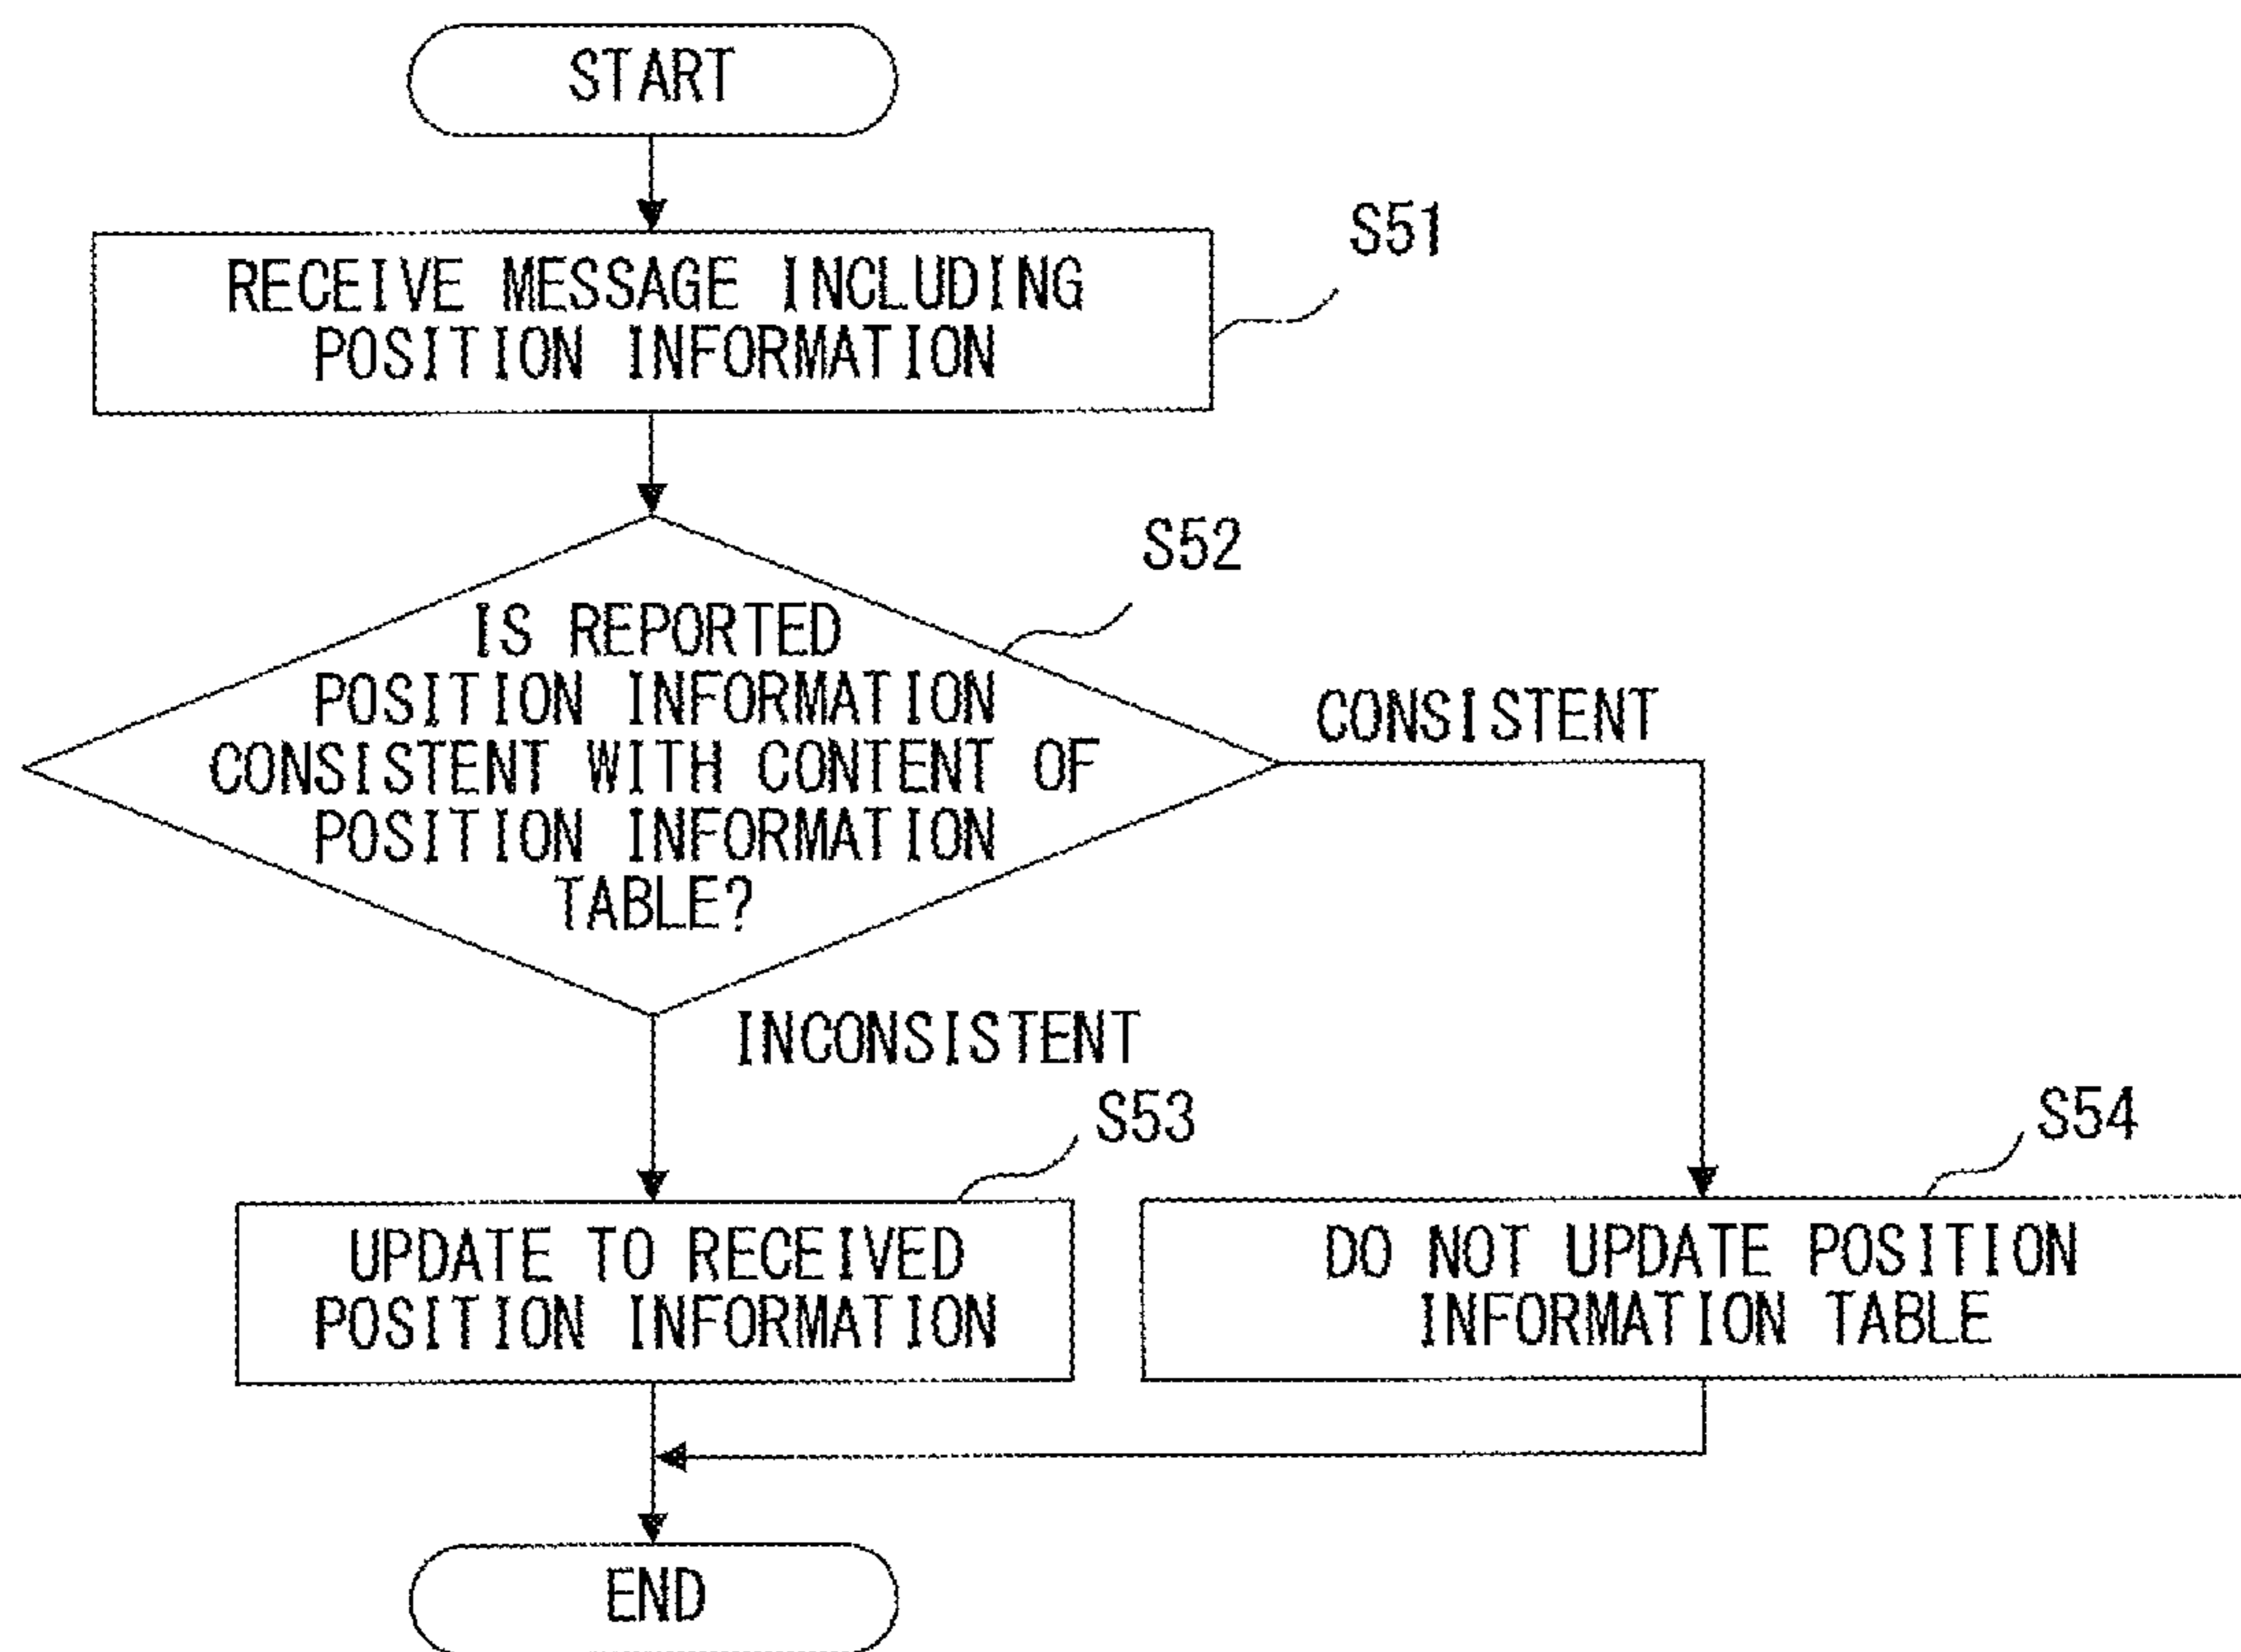 START
S51
RECEIVE MESSAGE INCLUDING
POSITION INFORMATION
S52
IS REPORTED
POSITION INFORMATION
CONSISTENT WITH CONTENT OF
POSITION INFORMATION
TABLE?
CONSISTENT
INCONSISTENT
S53
UPDATE TO RECEIVED
POSITION INFORMATION
S54
DO NOT UPDATE POSITION
INFORMATION TABLE
END